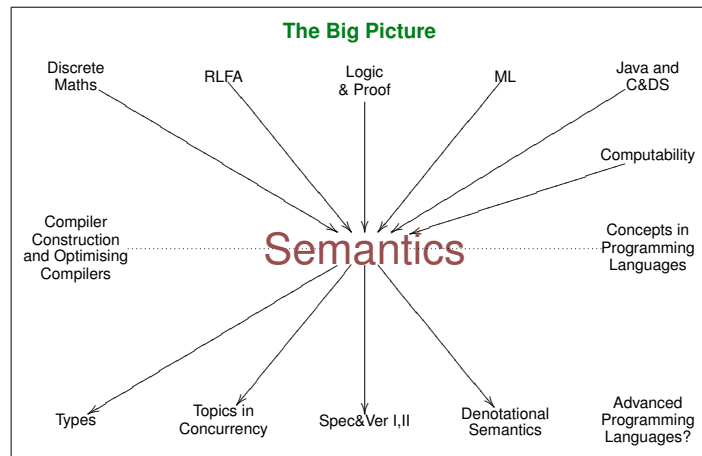 The Big Picture
Discrete
Maths
RLFA
Logic
& Proof
ML
Java and
C&DS
Computability
Compiler
Construction
and Optimising
Compilers
Semantics
Concepts in
Programming
Languages
Types
Topics in
Concurrency
Spec&Ver I,II
Denotational
Semantics
Advanced
Programming
Languages?